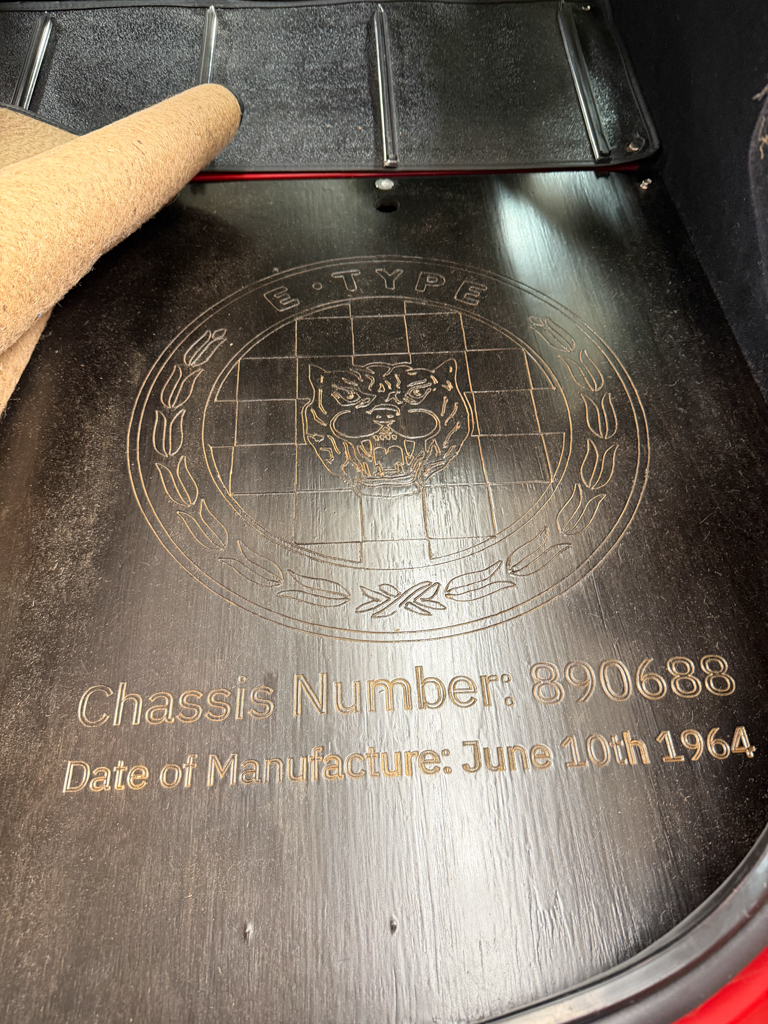 E · TYPE
Chassis Number: 890688
Date of Manufacture: June 10th 1964